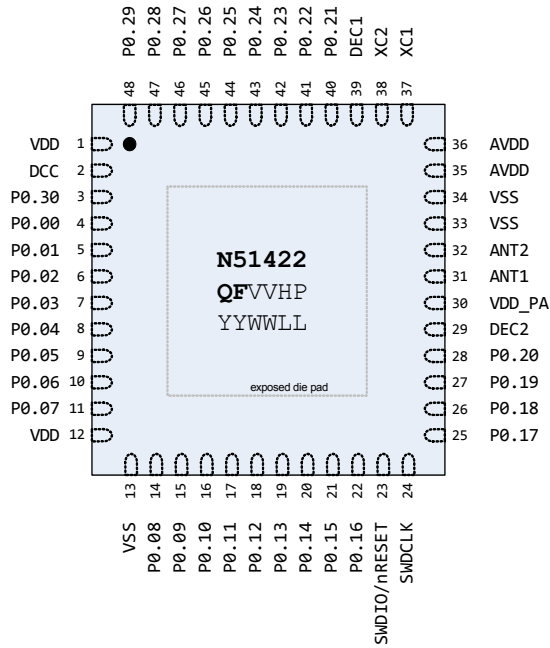 P0.29 P0.28 P0.27 P0.26 P0.25 P0.24 P0.23 P0.22 P0.21 DEC1 XC2 XC1
48 47 46 45 44 43 42 41 40 39 38 37
VDD 1 36 AVDD
DCC 2 35 AVDD
P0.30 3 34 VSS
P0.00 4 33 VSS
P0.01 5 32 ANT2
P0.02 6 31 ANT1
P0.03 7 30 VDD_PA
P0.04 8 29 DEC2
P0.05 9 28 P0.20
P0.06 10 27 P0.19
P0.07 11 26 P0.18
VDD 12 25 P0.17
N51422
QFVVHP
YYWWLL
exposed die pad
13 14 15 16 17 18 19 20 21 22 23 24
VSS P0.08 P0.09 P0.10 P0.11 P0.12 P0.13 P0.14 P0.15 P0.16 SWDIO/nRESET SWDCLK